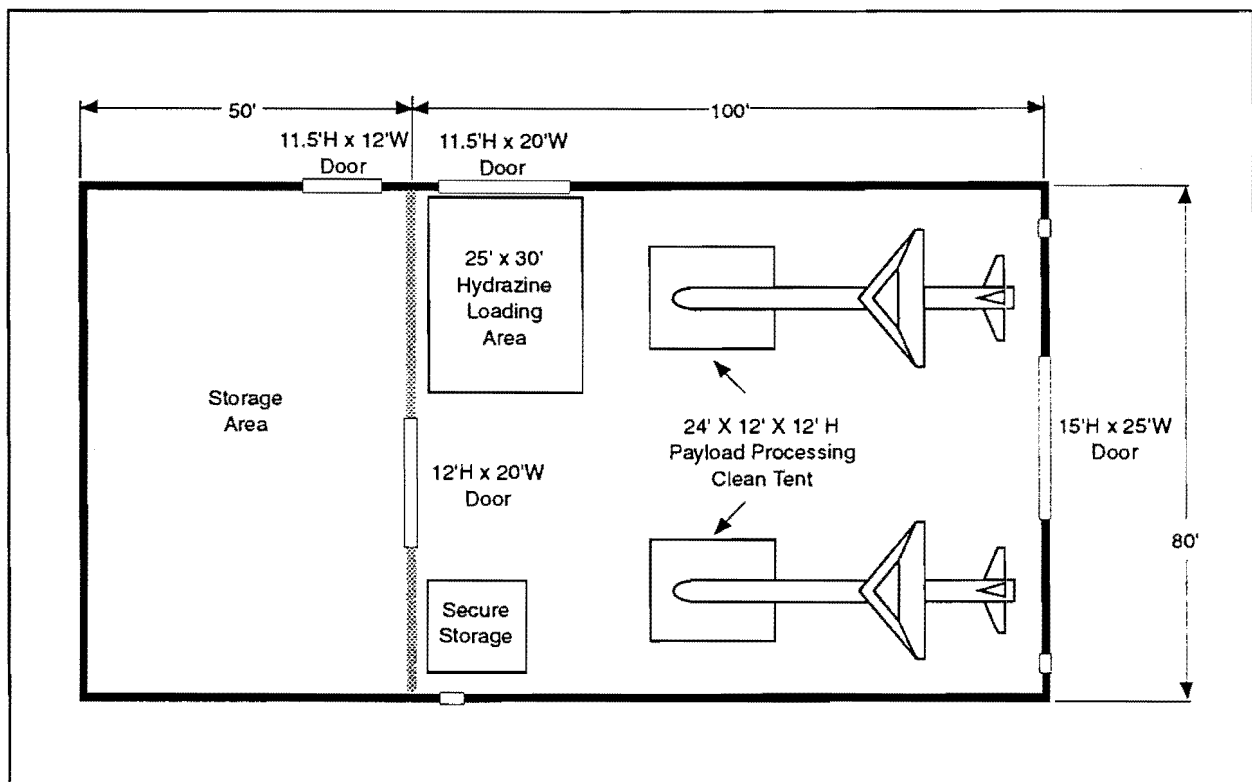 50'
100'
11.5'H x 12'W
Door
11.5'H x 20'W
Door
25' x 30'
Hydrazine
Loading
Area
Storage
Area
24' X 12' X 12' H
Payload Processing
Clean Tent
15'H x 25'W
Door
12'H x 20'W
Door
80'
Secure
Storage